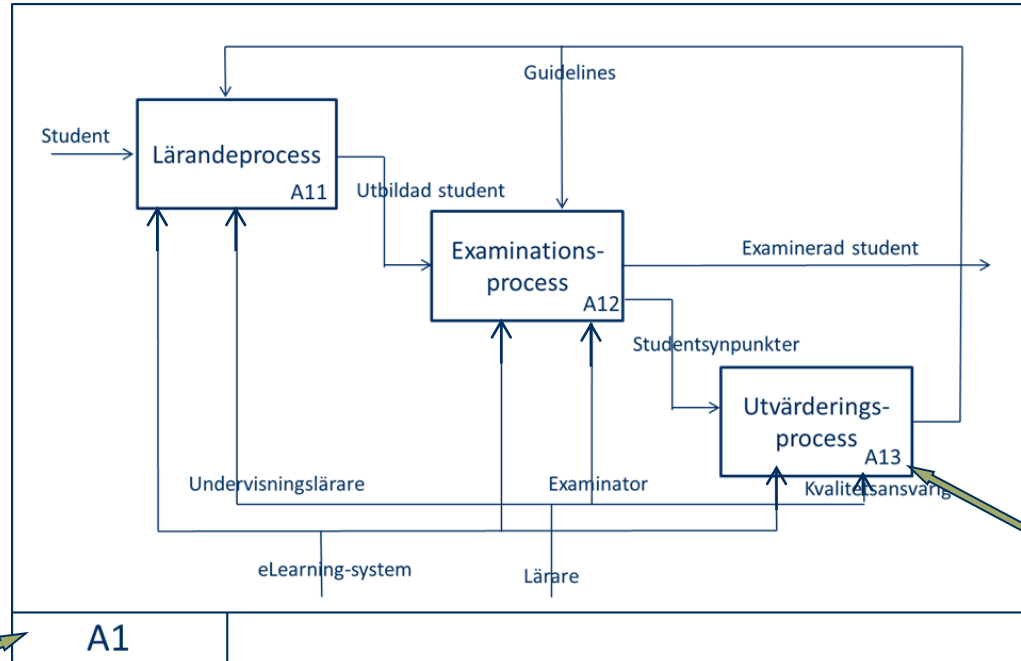 Guidelines
Student
Lärandeprocess
A11
Utbildad student
Examinations-
process
A12
Examinerad student
Studentsynpunkter
Utvärderings-
process
A13
Undervisningslärare
Examinator
Kvalitetsansvarig
eLearning-system
Lärare
A1